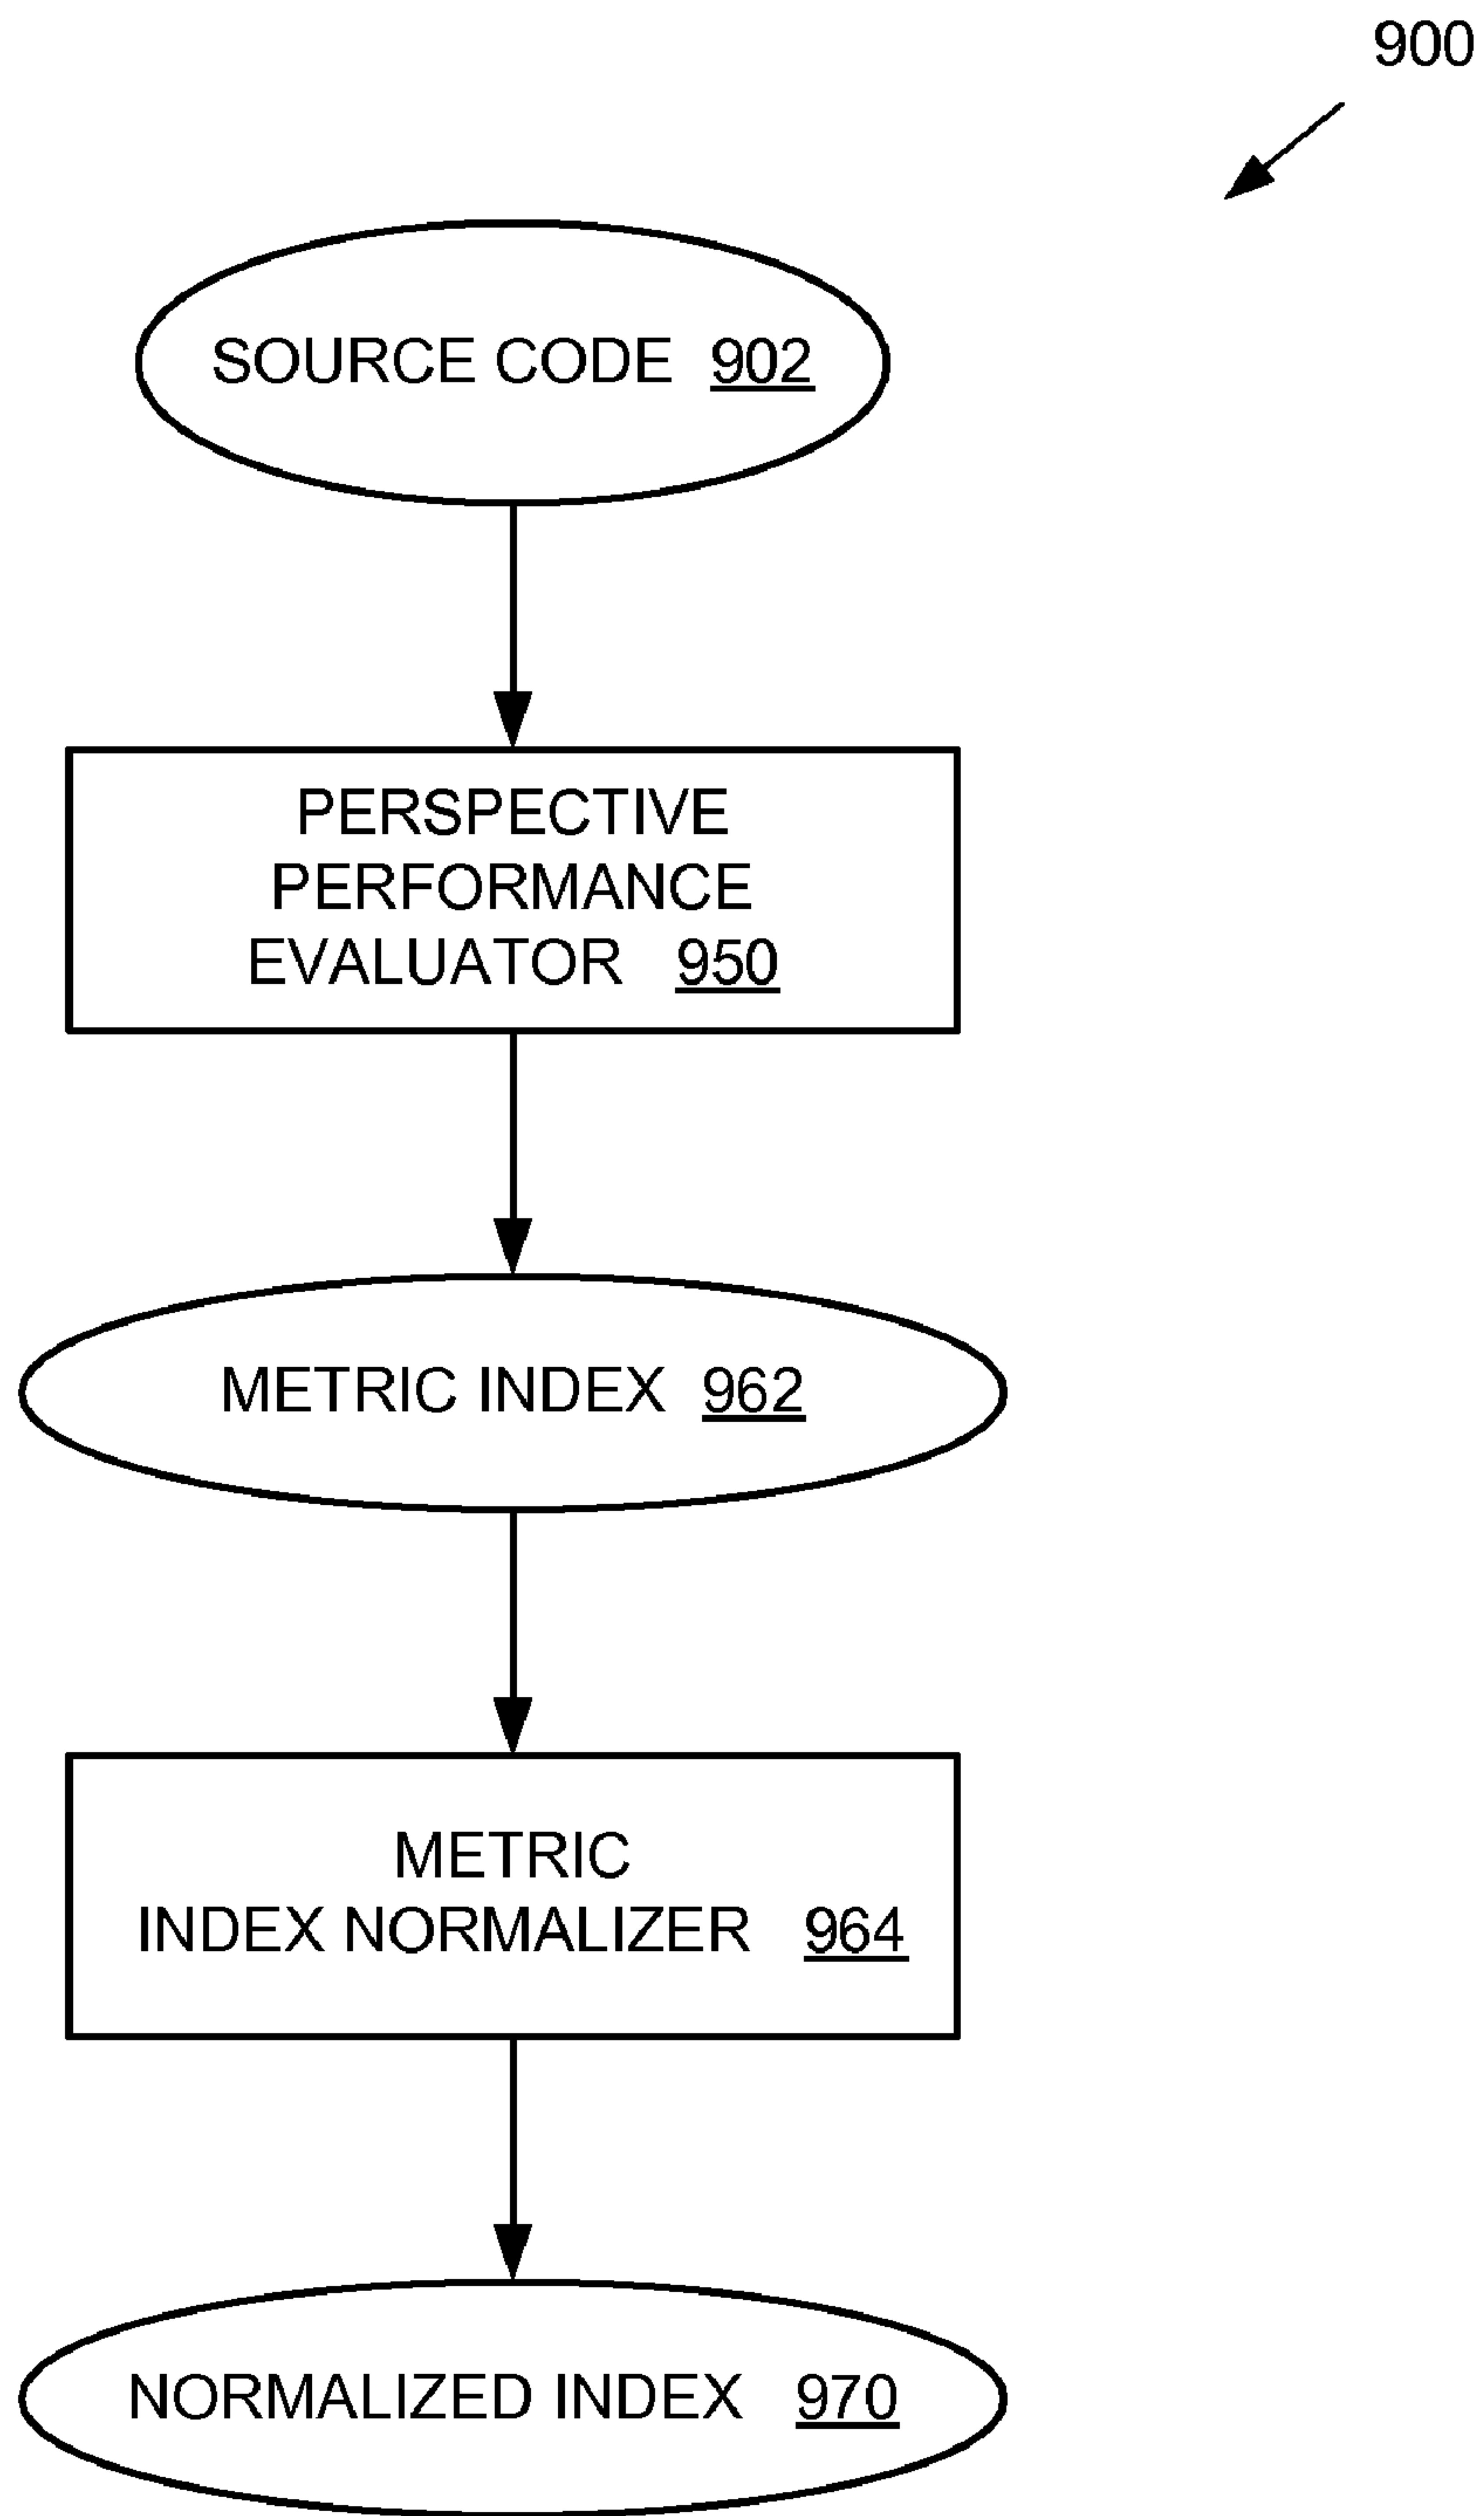 900
SOURCE CODE 902
PERSPECTIVE
PERFORMANCE
EVALUATOR 950
METRIC INDEX 962
METRIC
INDEX NORMALIZER 964
NORMALIZED INDEX 970